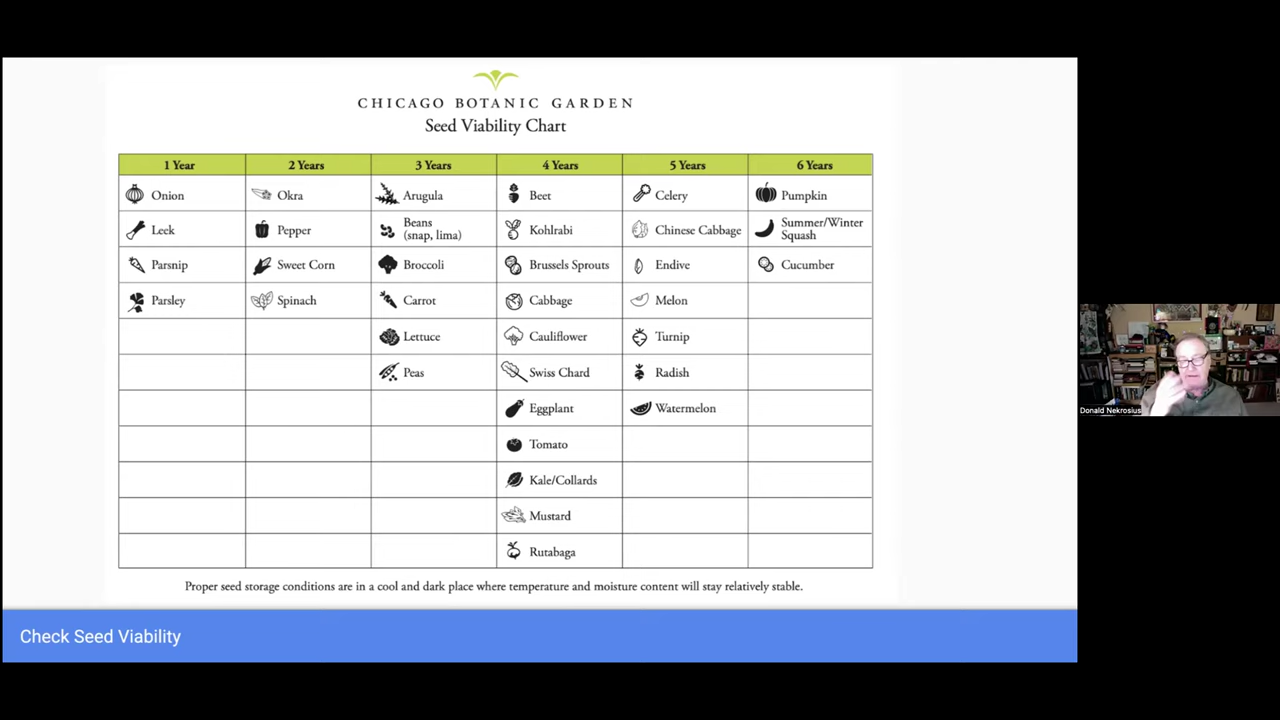 CHICAGO BOTANIC GARDEN
Seed Viability Chart
1 Year 2 Years 3 Years 4 Years 5 Years 6 Years
Onion Okra Arugula Beet Celery Pumpkin
Leek Pepper Beans (snap, lima) Kohlrabi Chinese Cabbage Summer/Winter Squash
Parsnip Sweet Corn Broccoli Brussels Sprouts Endive Cucumber
Parsley Spinach Carrot Cabbage Melon
Lettuce Cauliflower Turnip
Peas Swiss Chard Radish
Eggplant Watermelon
Tomato
Kale/Collards
Mustard
Rutabaga
Proper seed storage conditions are in a cool and dark place where temperature and moisture content will stay relatively stable.
Check Seed Viability
Donald Nekrosius